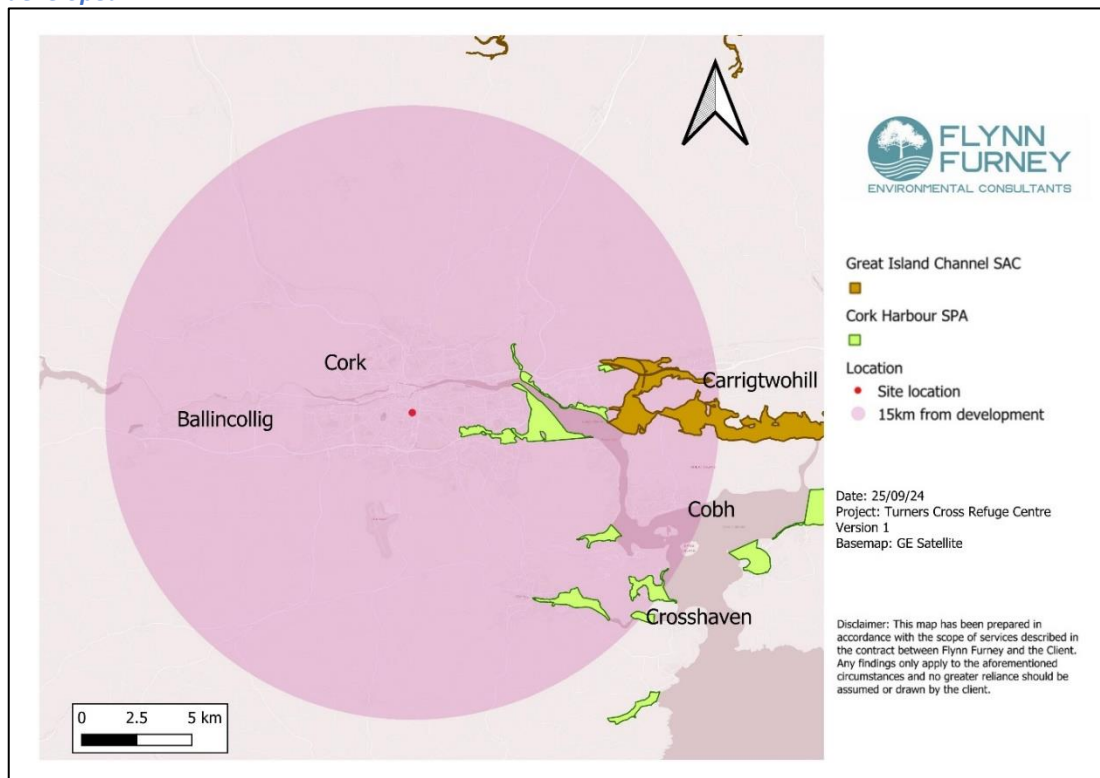 FLYNN
FURNEY
ENVIRONMENTAL CONSULTANTS
Great Island Channel SAC
Cork Harbour SPA
Location
Site location
15km from development
Cork
Carrigtwohill
Ballincollig
Cobh
Crosshaven
Date: 25/09/24
Project: Turners Cross Refuge Centre
Version 1
Basemap: GE Satellite
Disclaimer: This map has been prepared in
accordance with the scope of services described in
the contract between Flynn Furney and the Client.
Any findings only apply to the aforementioned
circumstances and no greater reliance should be
assumed or drawn by the client.
0 2.5 5 km